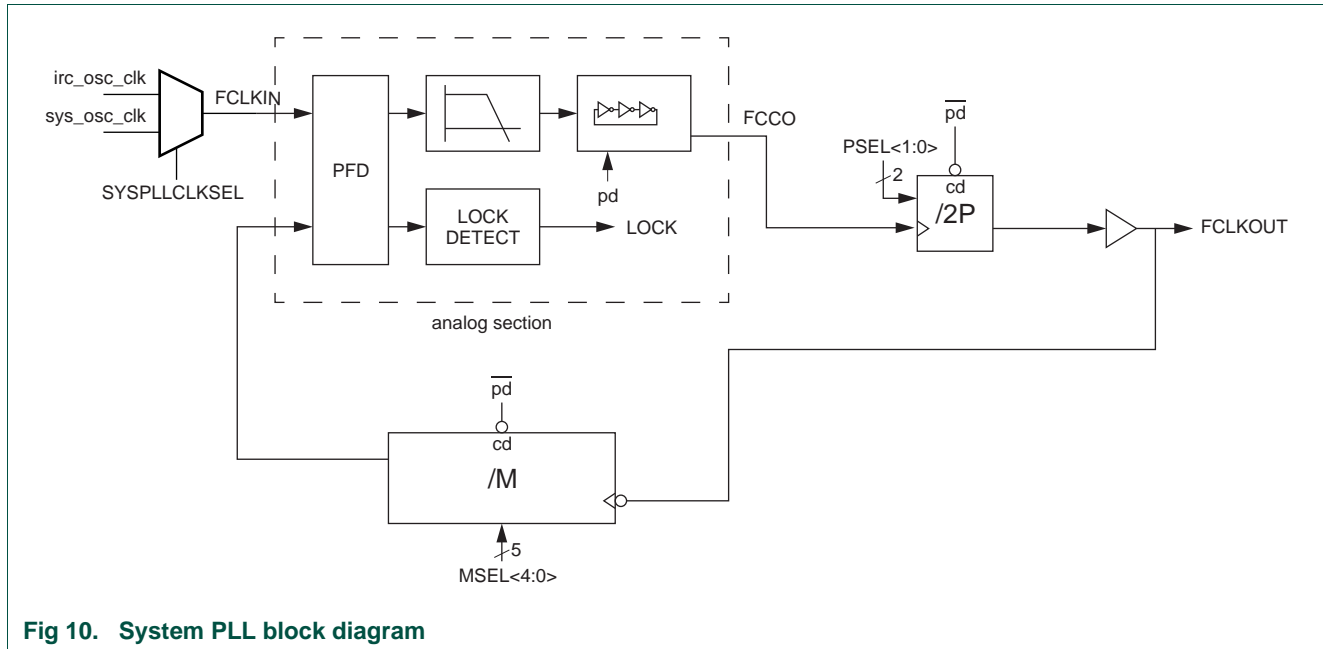 irc_osc_clk
sys_osc_clk
FCLKIN
SYSPLLCLKSEL
PFD
pd
LOCK
DETECT
LOCK
analog section
FCCO
PSEL<1:0>
2
pd
cd
/2P
FCLKOUT
pd
cd
/M
5
MSEL<4:0>
Fig 10. System PLL block diagram